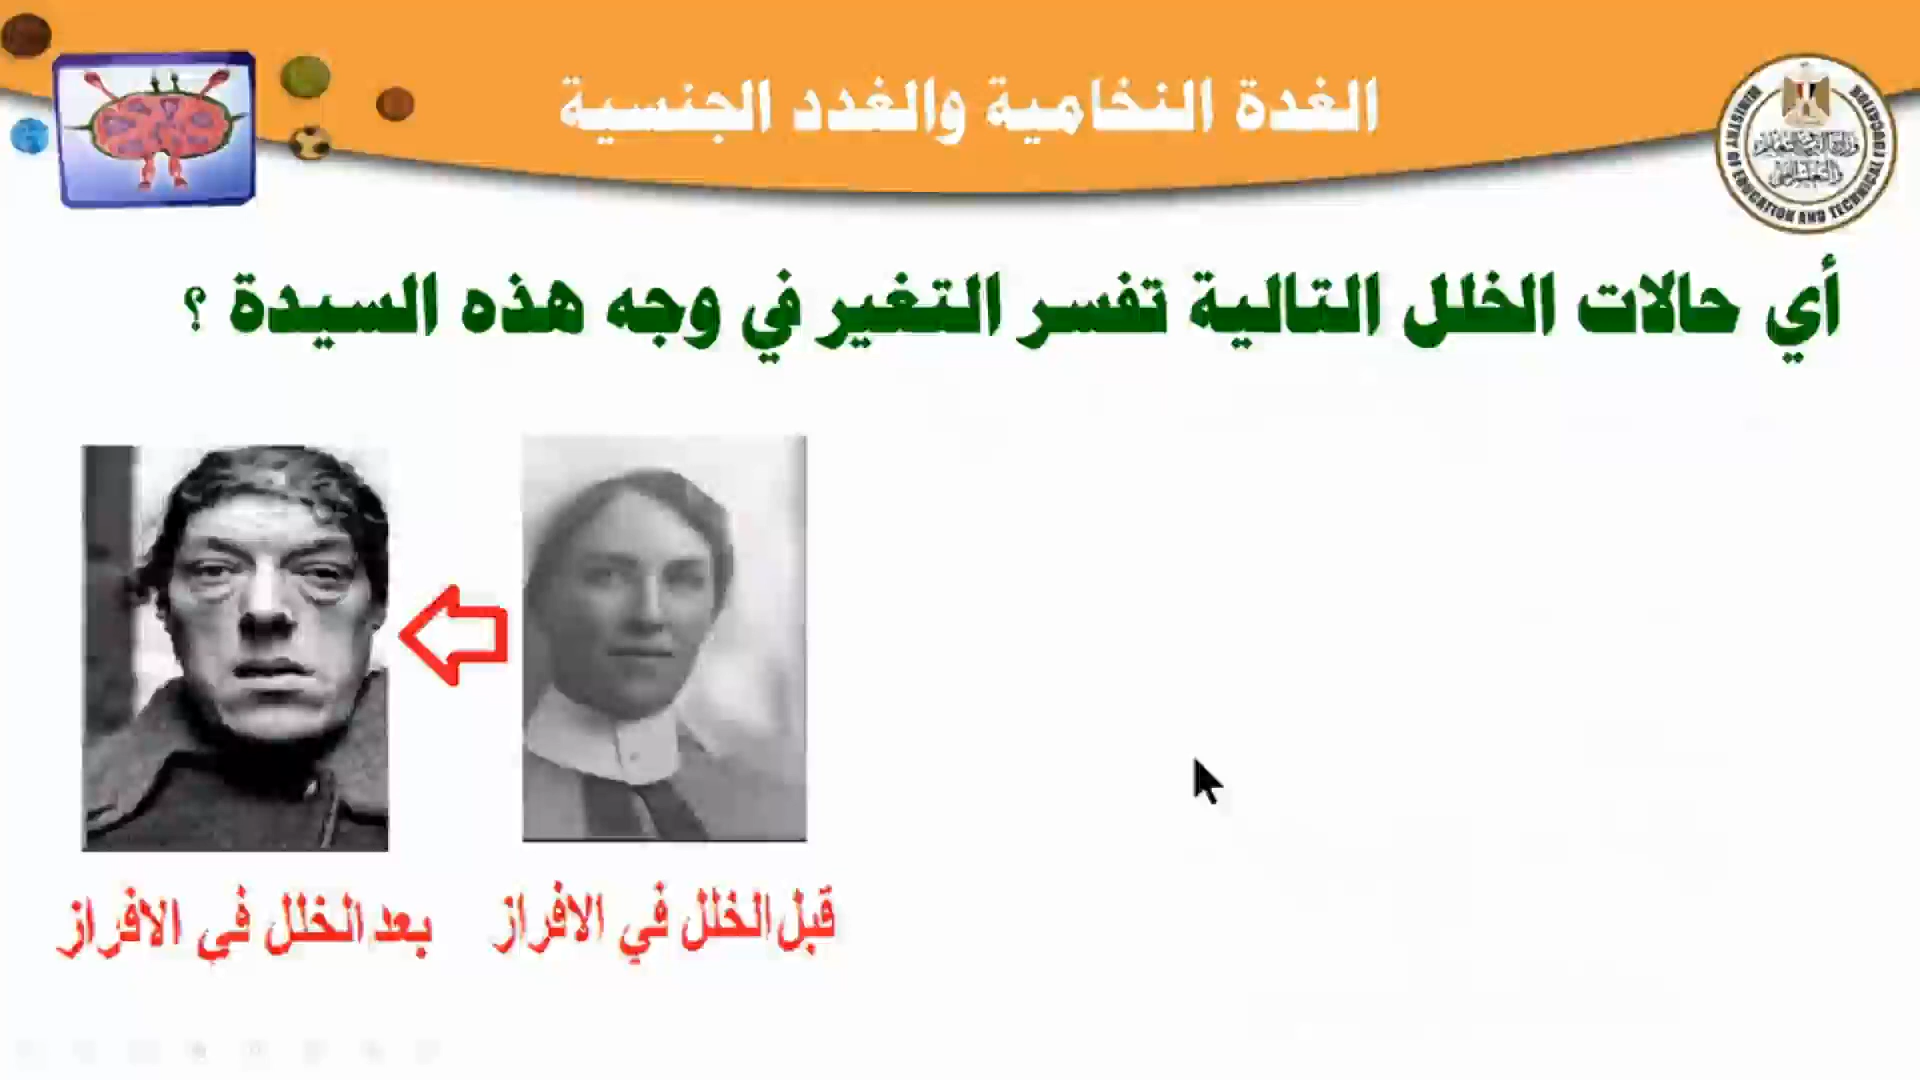 الغدة النخامية والغدد الجنسية
أي حالات الخلل التالية تفسر التغير في وجه هذه السيدة ؟
قبل الخلل في الافراز
بعد الخلل في الافراز